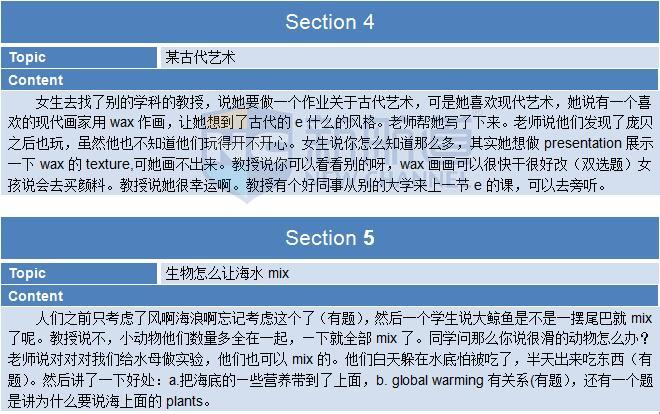 Section 4
Topic 某古代艺术
Content
女生去找了别的学科的教授，说她要做一个作业关于古代艺术，可是她喜欢现代艺术，她说有一个喜
欢的现代画家用 wax 作画，让她想到了古代的 e 什么的风格。老师帮她写了下来。老师说他们发现了庞贝
之后也玩，虽然他也不知道他们玩得开不开心。女生说你怎么知道那么多，其实她想做 presentation 展示
一下 wax 的 texture,可她画不出来。教授说你可以看看别的呀，wax 画画可以很快干很好改（双选题）女
孩说会去买颜料。教授说她很幸运啊。教授有个好同事从别的大学来上一节 e 的课，可以去旁听。
Section 5
Topic 生物怎么让海水 mix
Content
人们之前只考虑了风啊海浪啊忘记考虑这个了（有题），然后一个学生说大鲸鱼是不是一摆尾巴就 mix
了呢。教授说不，小动物他们数量多全在一起，一下就全部 mix 了。同学问那么你说很滑的动物怎么办？
老师说对对对我们给水母做实验，他们也可以 mix 的。他们白天躲在水底怕被吃了，半天出来吃东西（有
题）。然后讲了一下好处：a.把海底的一些营养带到了上面，b. global warming 有关系(有题)，还有一个题
是讲为什么要说海上面的 plants。